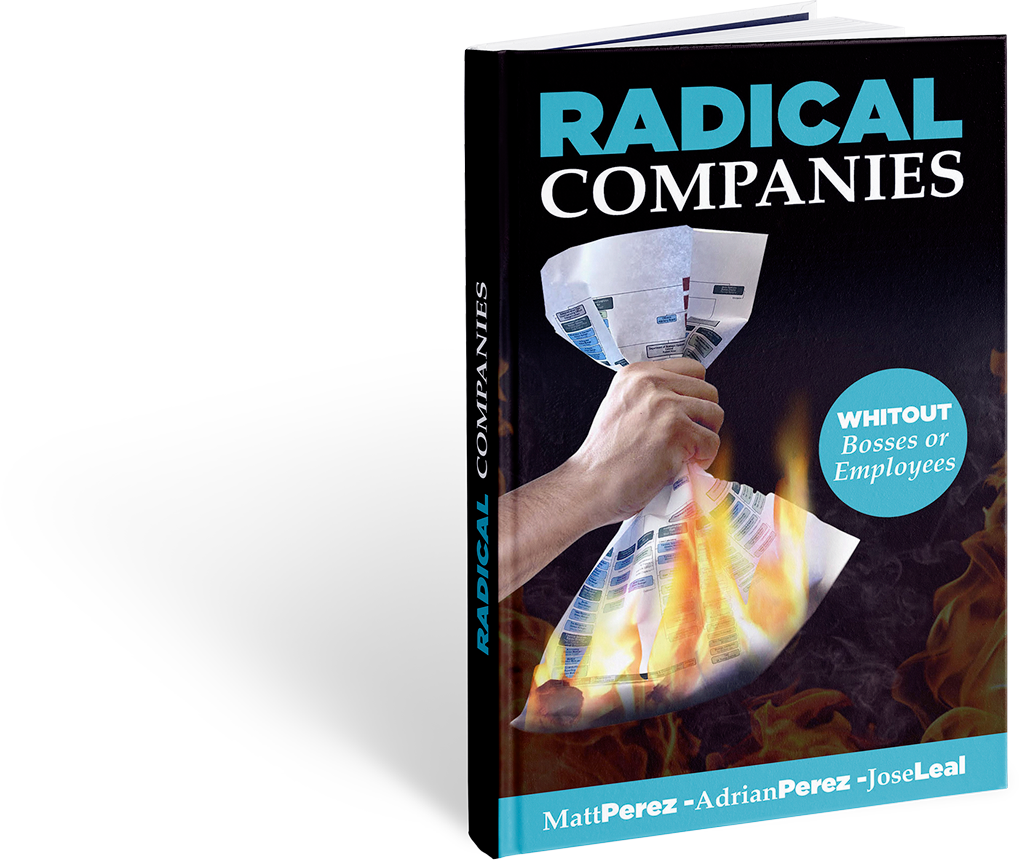 RADICAL
COMPANIES
WHITOUT
Bosses or
Employees
MattPerez -AdrianPerez -JoseLeal
RADICAL COMPANIES